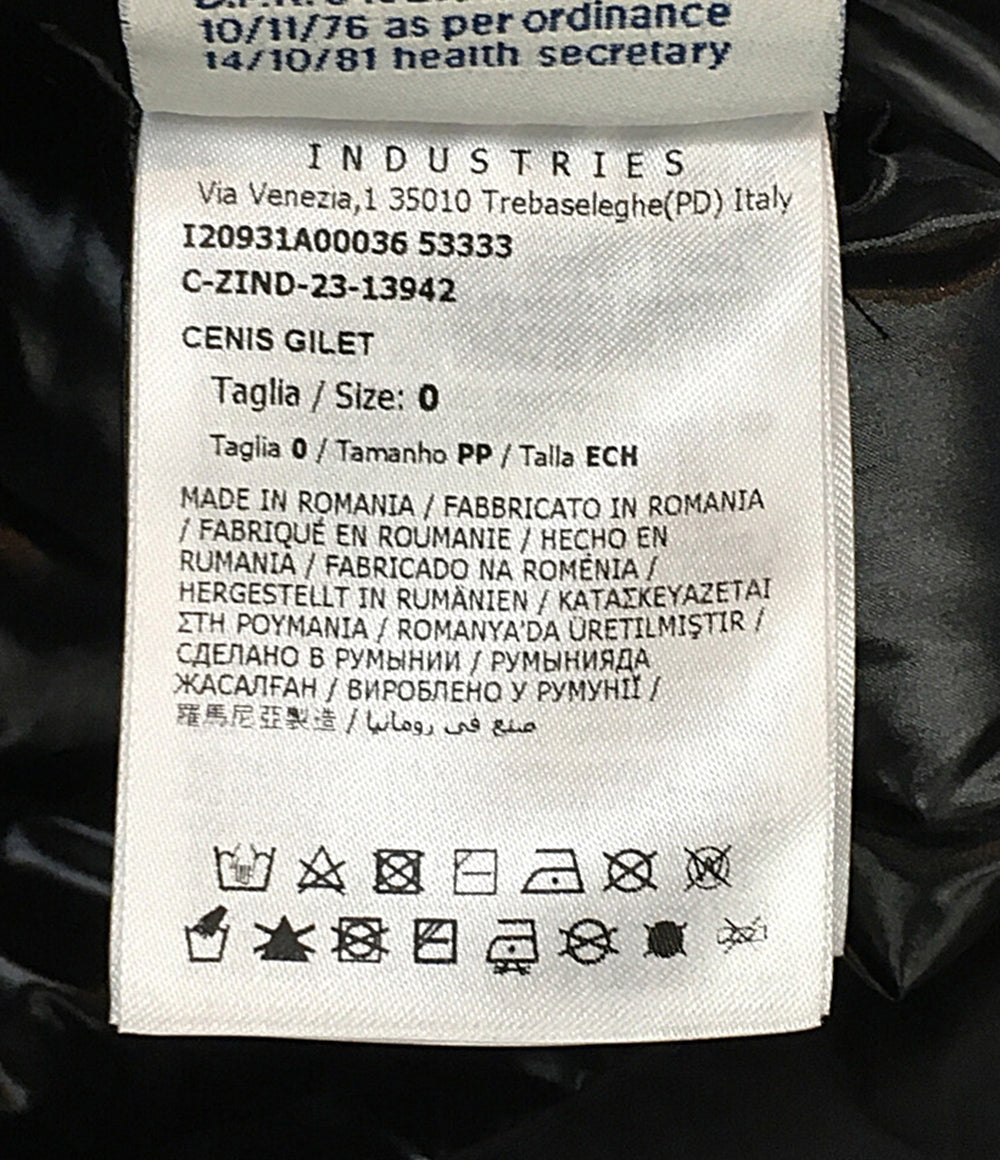 10/11/76 as per ordinance
14/10/81 health secretary
INDUSTRIES
Via Venezia,1 35010 Trebaseleghe(PD) Italy
I20931A00036 53333
C-ZIND-23-13942
CENIS GILET
Taglia / Size: 0
Taglia 0 / Tamanho PP / Talla ECH
MADE IN ROMANIA / FABBRICATO IN ROMANIA
/ FABRIQUÉ EN ROUMANIE / HECHO EN
RUMANIA / FABRICADO NA ROMÉNIA /
HERGESTELLT IN RUMÄNIEN / ΚΑΤΑΣΚΕΥΑΖΕΤΑΙ
ΣΤΗ ΡΟΥΜΑΝΙΑ / ROMANYA'DA ÜRETILMIŞTIR /
СДЕЛАНО В РУМЫНИИ / РУМЫНИЯДА
ЖАСАЛҒАН / ВИРОБЛЕНО У РУМУНІЇ /
羅馬尼亞製造 / صنع في رومانيا